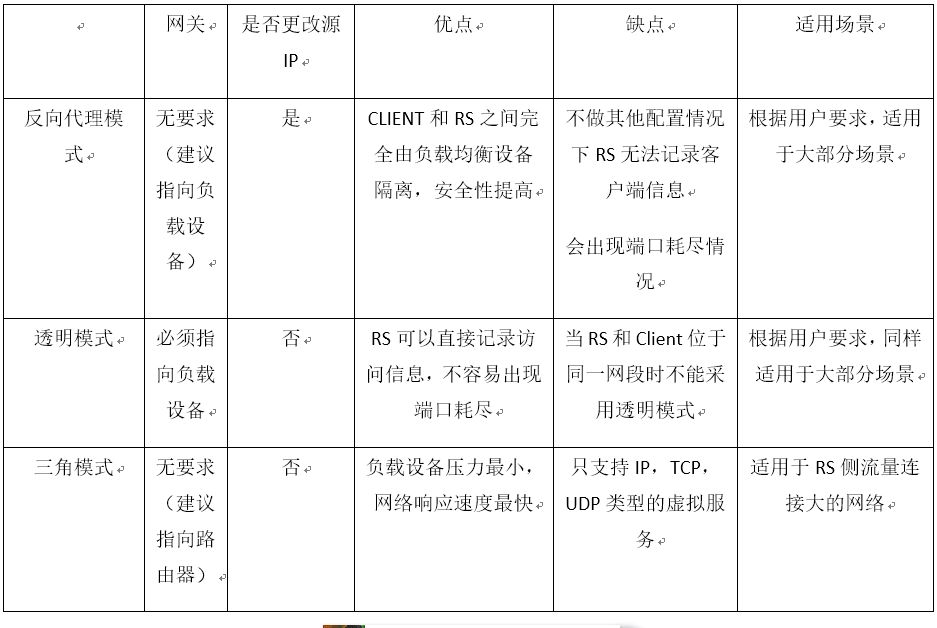 网关
是否更改源
IP
优点
缺点
适用场景
反向代理模
式
无要求
（建议
指向负
载设
备）
是
CLIENT 和 RS 之间完
全由负载均衡设备
隔离，安全性提高
不做其他配置情况
下 RS 无法记录客
户端信息
会出现端口耗尽情
况
根据用户要求，适用
于大部分场景
透明模式
必须指
向负载
设备
否
RS 可以直接记录访
问信息，不容易出现
端口耗尽
当 RS 和 Client 位于
同一网段时不能采
用透明模式
根据用户要求，同样
适用于大部分场景
三角模式
无要求
（建议
指向路
由器）
否
负载设备压力最小，
网络响应速度最快
只支持 IP，TCP，
UDP 类型的虚拟服
务
适用于 RS 侧流量连
接大的网络